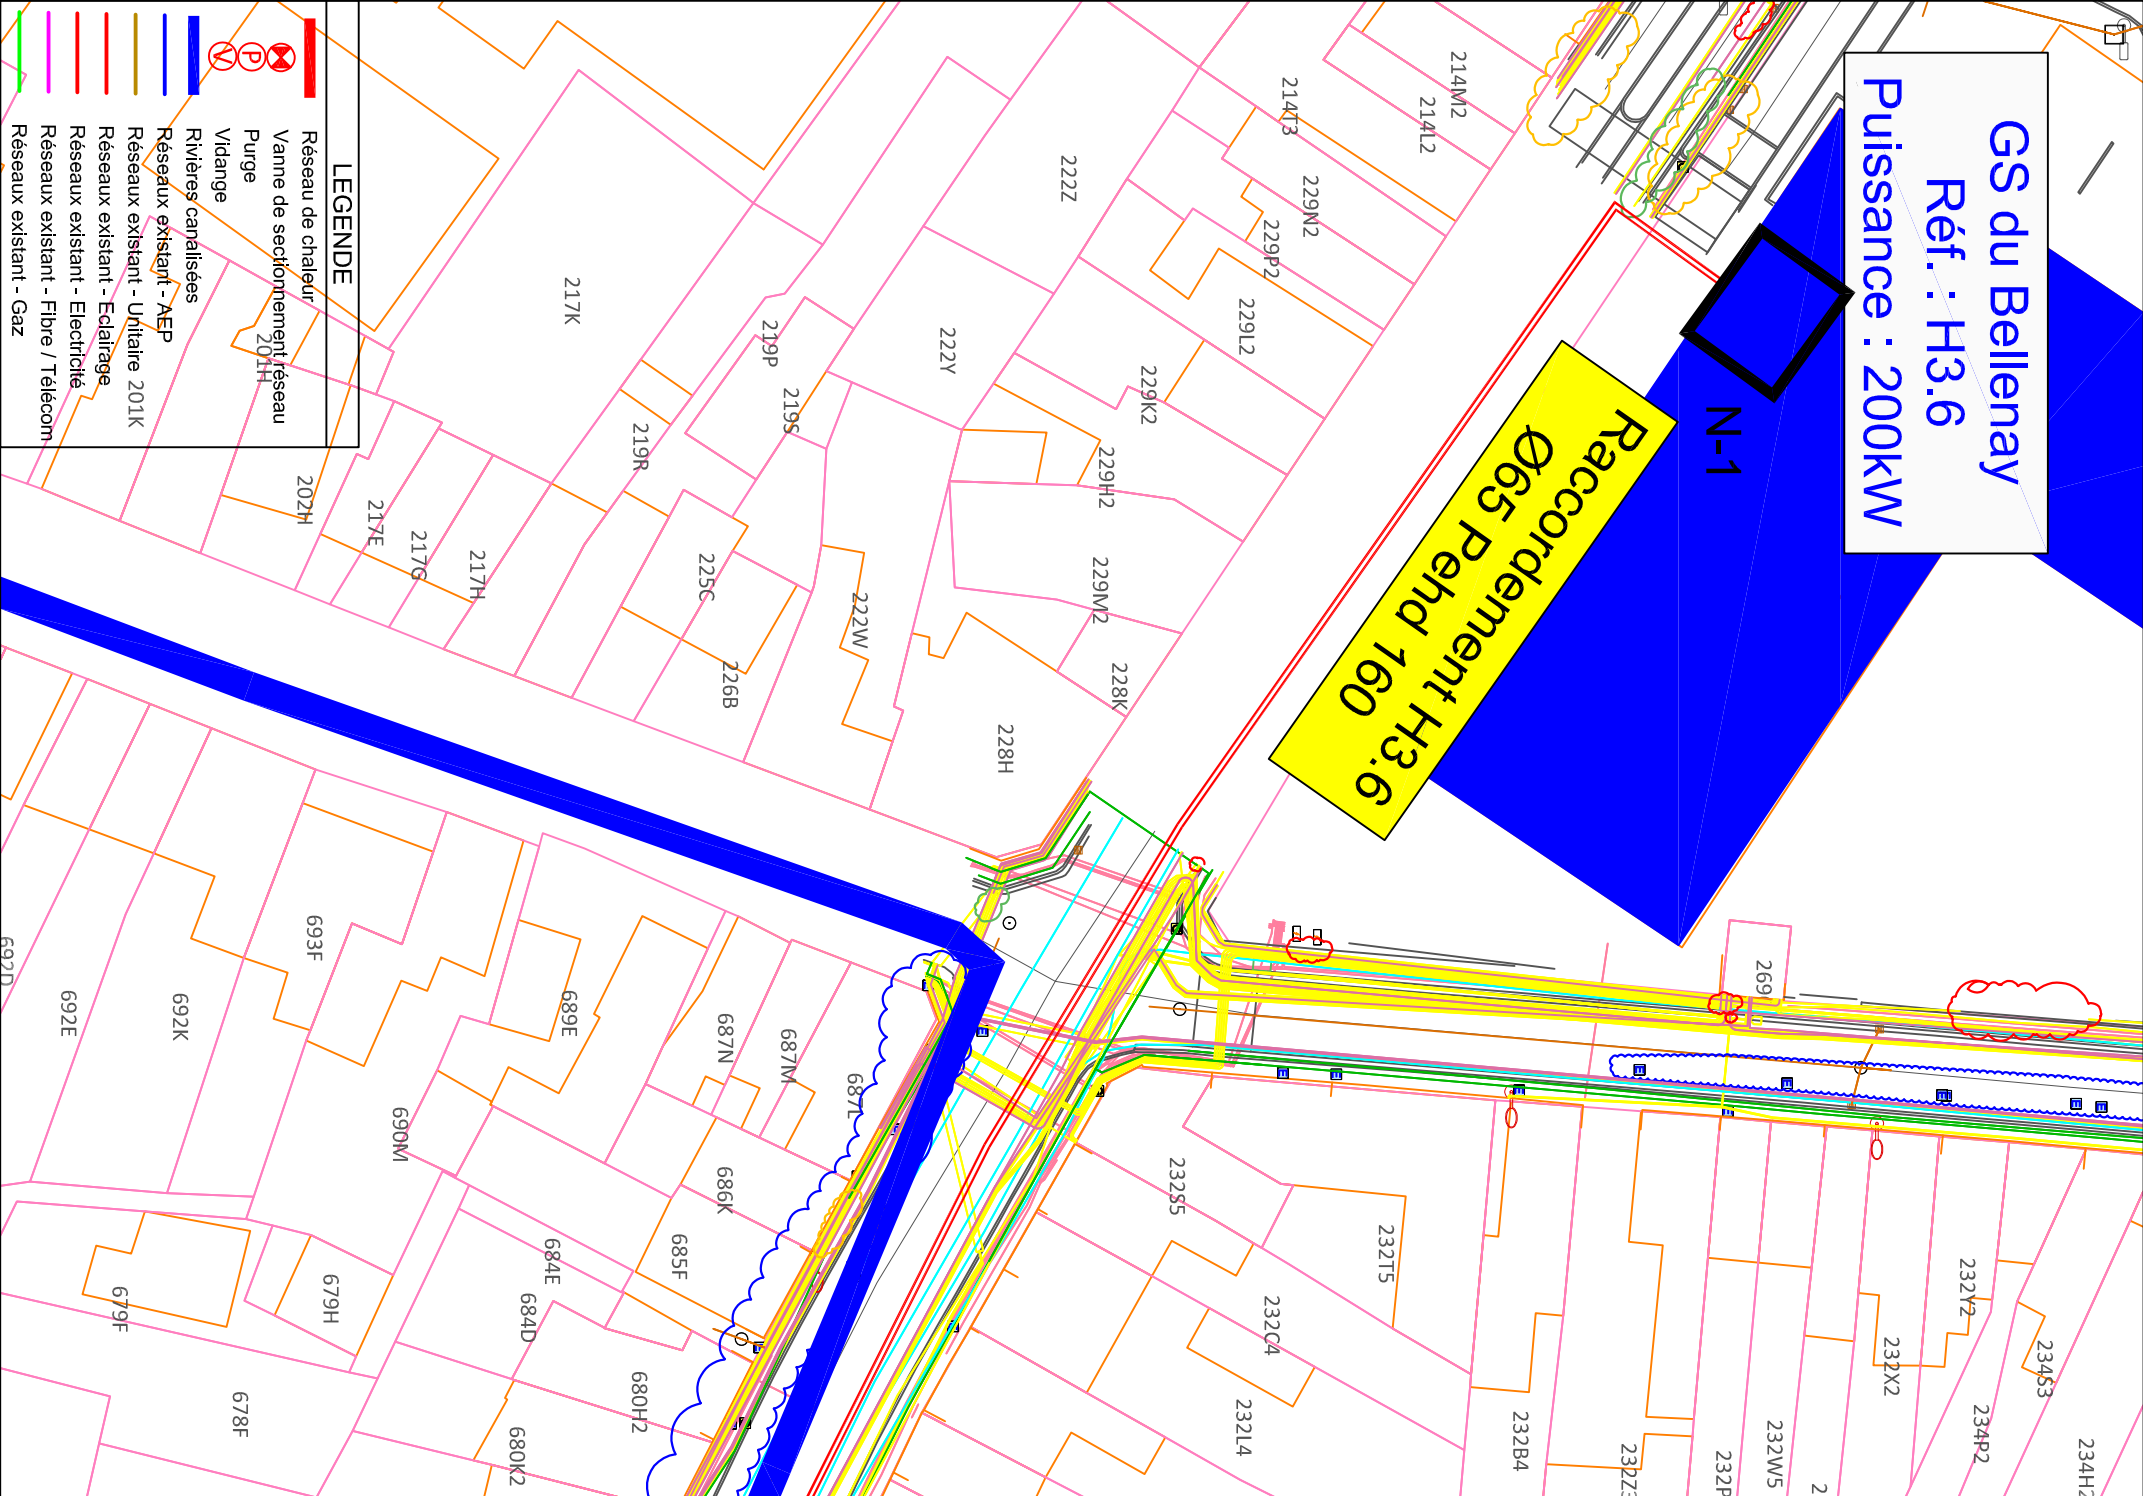 GS du Bellenay
Réf. : H3.6
Puissance : 200kW
N-1
Raccordement H3.6
Ø65 Pehd 160
LEGENDE
Réseau de chaleur
Vanne de sectionnement réseau
P Purge
V Vidange
Rivières canalisées
Réseaux existant - AEP
Réseaux existant - Unitaire
Réseaux existant - Eclairage
Réseaux existant - Electricité
Réseaux existant - Fibre / Télécom
Réseaux existant - Gaz
214M2
214L2
214T3
229N2
229P2
229L2
229K2
229H2
229M2
228K
228H
222Z
222Y
222W
219P
219S
219R
217K
225C
226B
217H
217G
217E
202H
201H
201K
269
232S5
232T5
232C4
232L4
232B4
232W5
232X2
232Y2
234S3
234P2
692E
692K
693F
689E
690M
687N
687M
687L
686K
685F
684E
684D
680H2
680K2
679H
679F
678F